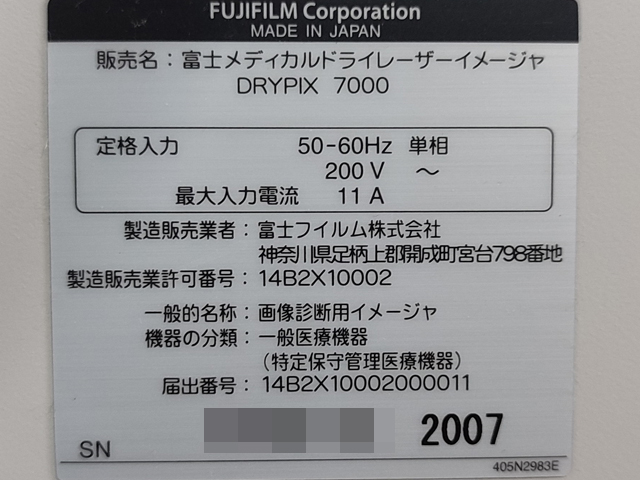 FUJIFILM Corporation
MADE IN JAPAN
販売名：富士メディカルドライレーザーイメージャ
DRYPIX 7000
定格入力 50-60Hz 単相
200 V ～
最大入力電流 11 A
製造販売業者：富士フイルム株式会社
神奈川県足柄上郡開成町宮台798番地
製造販売業許可番号：14B2X10002
一般的名称：画像診断用イメージャ
機器の分類：一般医療機器
（特定保守管理医療機器）
届出番号：14B2X10002000011
SN 2007
405N2983E